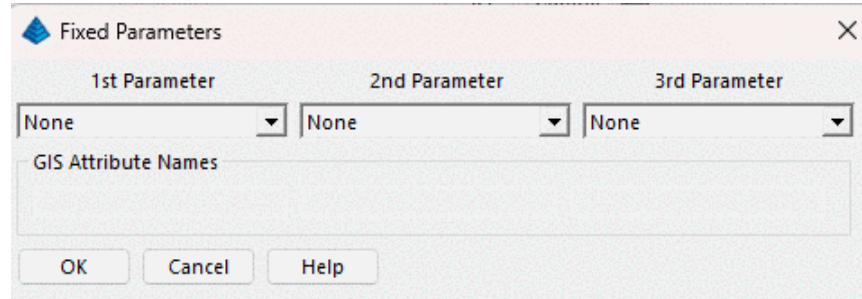 Fixed Parameters
1st Parameter 2nd Parameter 3rd Parameter
None None None
GIS Attribute Names
OK Cancel Help